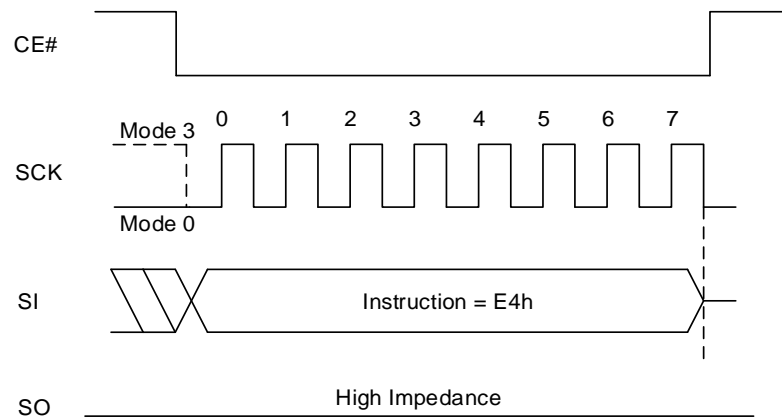 CE#
Mode 3
0 1 2 3 4 5 6 7
SCK
Mode 0
SI
Instruction = E4h
SO
High Impedance